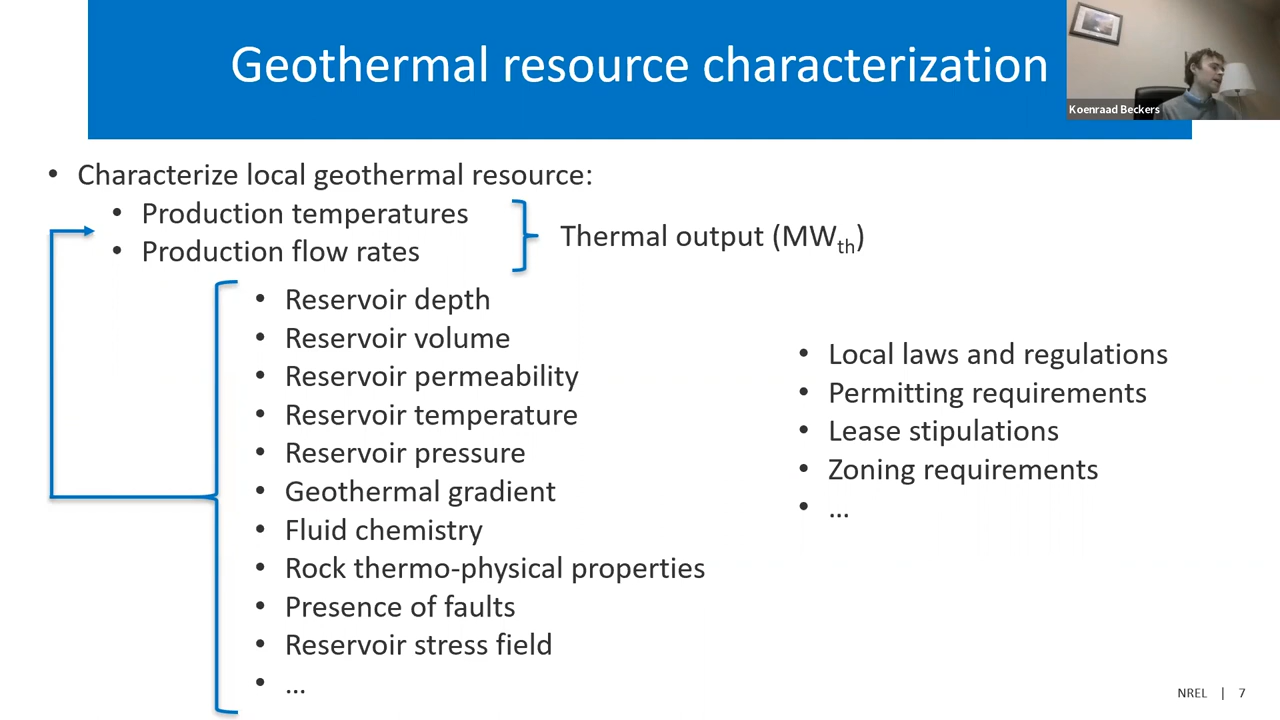 Geothermal resource characterization
Koenraad Beckers
• Characterize local geothermal resource:
• Production temperatures
• Production flow rates
Thermal output (MWth)
• Reservoir depth
• Reservoir volume
• Reservoir permeability
• Reservoir temperature
• Reservoir pressure
• Geothermal gradient
• Fluid chemistry
• Rock thermo-physical properties
• Presence of faults
• Reservoir stress field
• ...
• Local laws and regulations
• Permitting requirements
• Lease stipulations
• Zoning requirements
• ...
NREL | 7